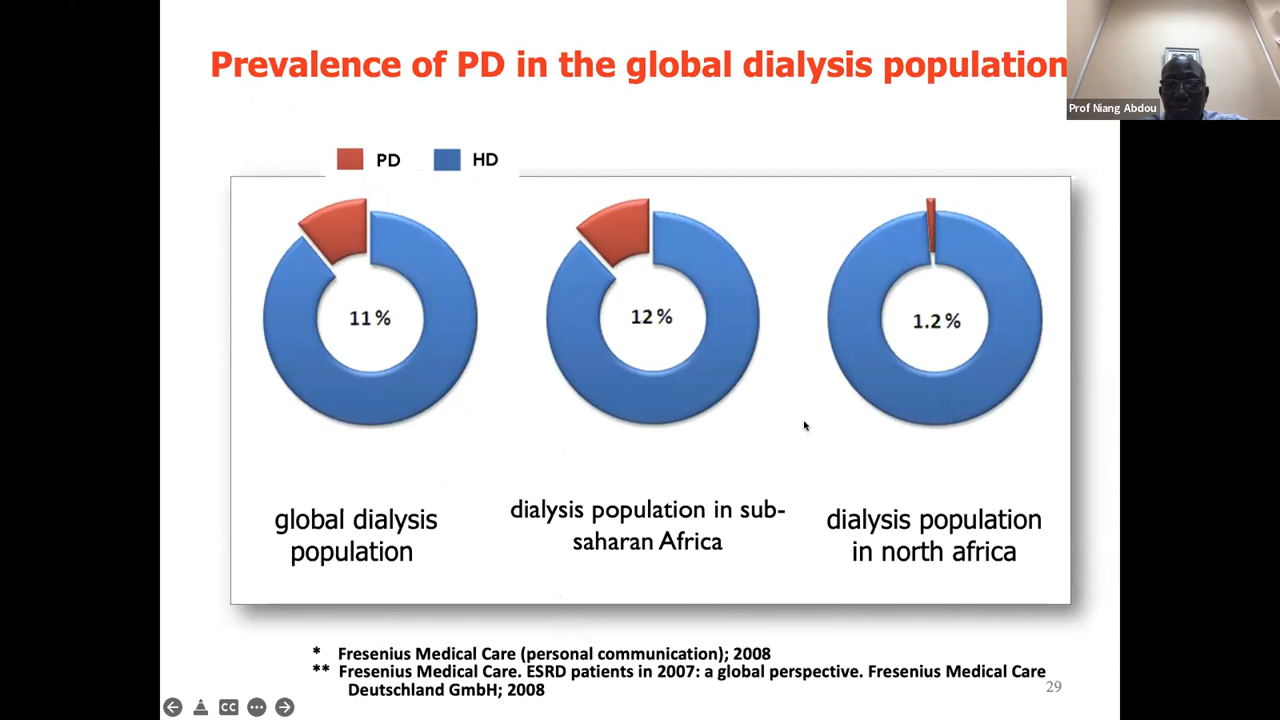 Prevalence of PD in the global dialysis population
Prof Niang Abdou
PD
HD
11%
12%
1.2%
global dialysis
population
dialysis population in sub-
saharan Africa
dialysis population
in north africa
* Fresenius Medical Care (personal communication); 2008
** Fresenius Medical Care. ESRD patients in 2007: a global perspective. Fresenius Medical Care
Deutschland GmbH; 2008
29
CC